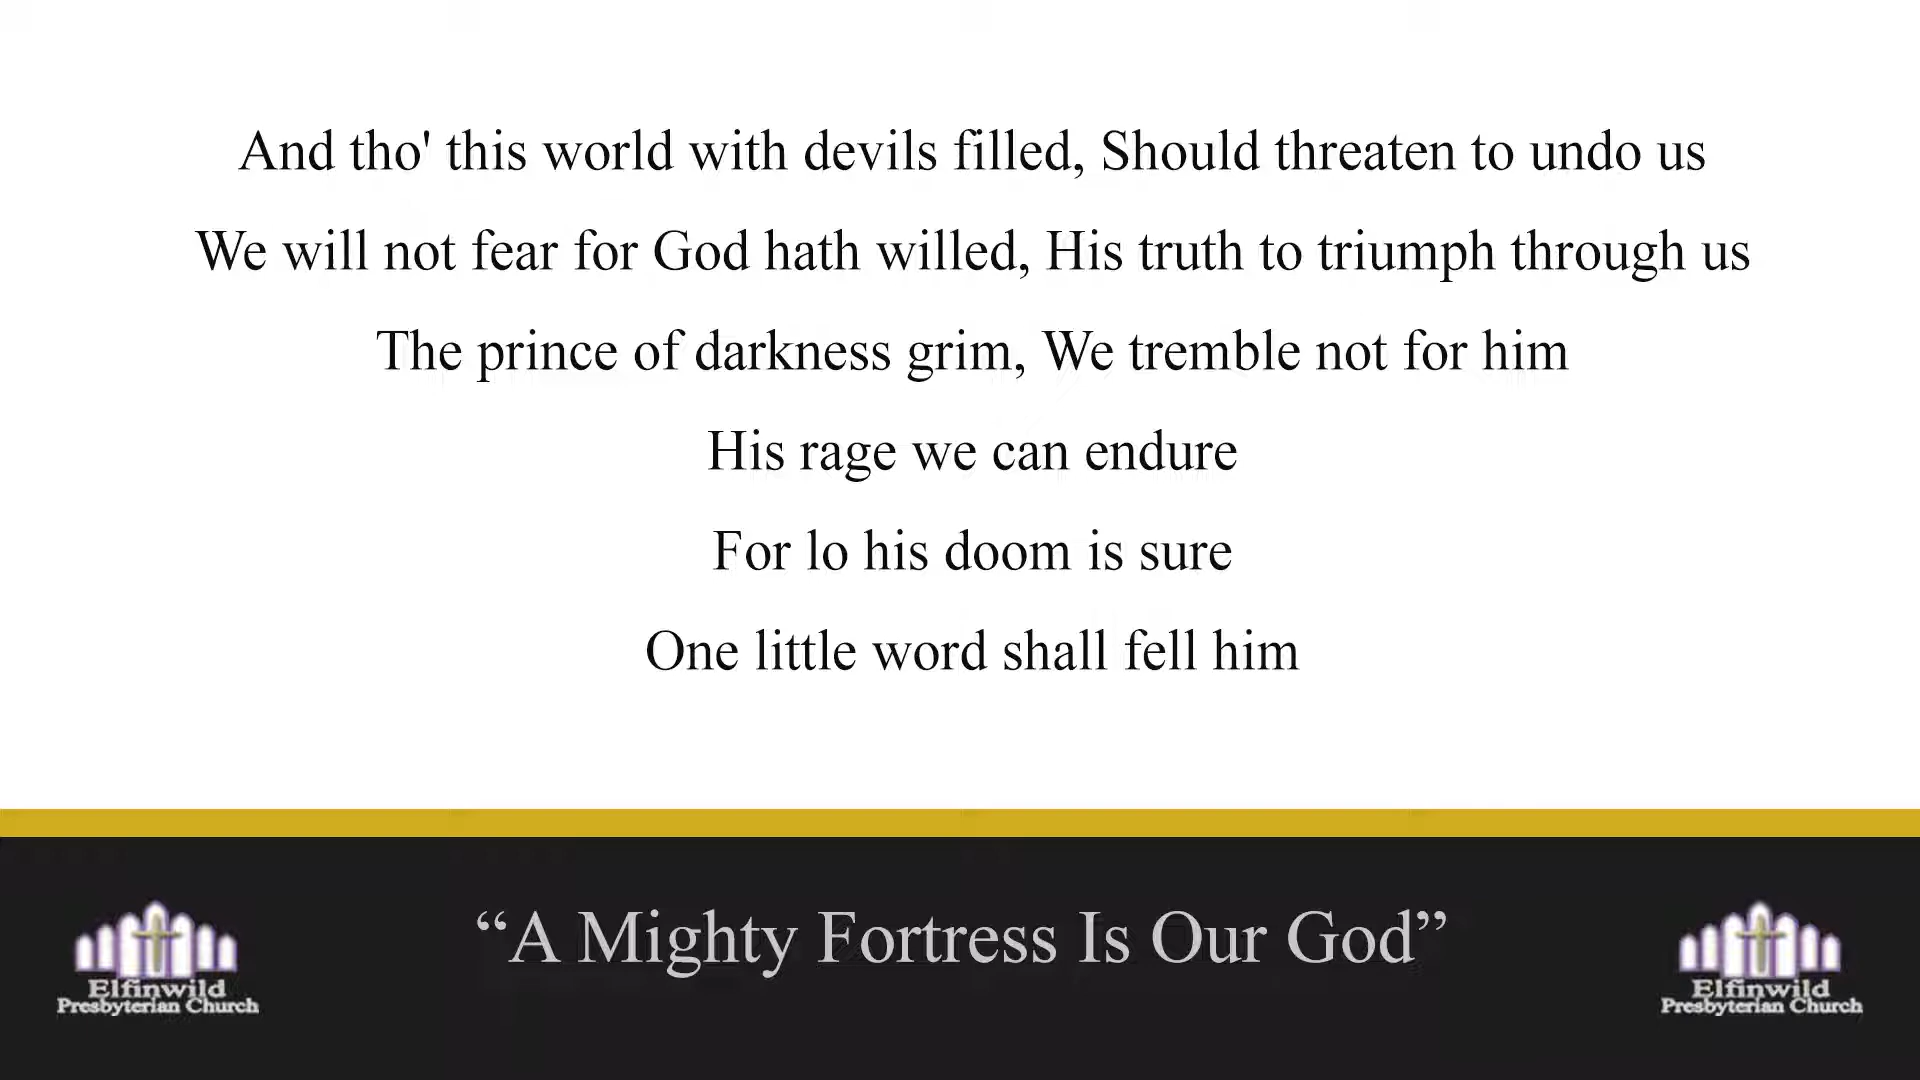 And tho' this world with devils filled, Should threaten to undo us
We will not fear for God hath willed, His truth to triumph through us
The prince of darkness grim, We tremble not for him
His rage we can endure
For lo his doom is sure
One little word shall fell him
“A Mighty Fortress Is Our God”
Elfinwild
Presbyterian Church
Elfinwild
Presbyterian Church